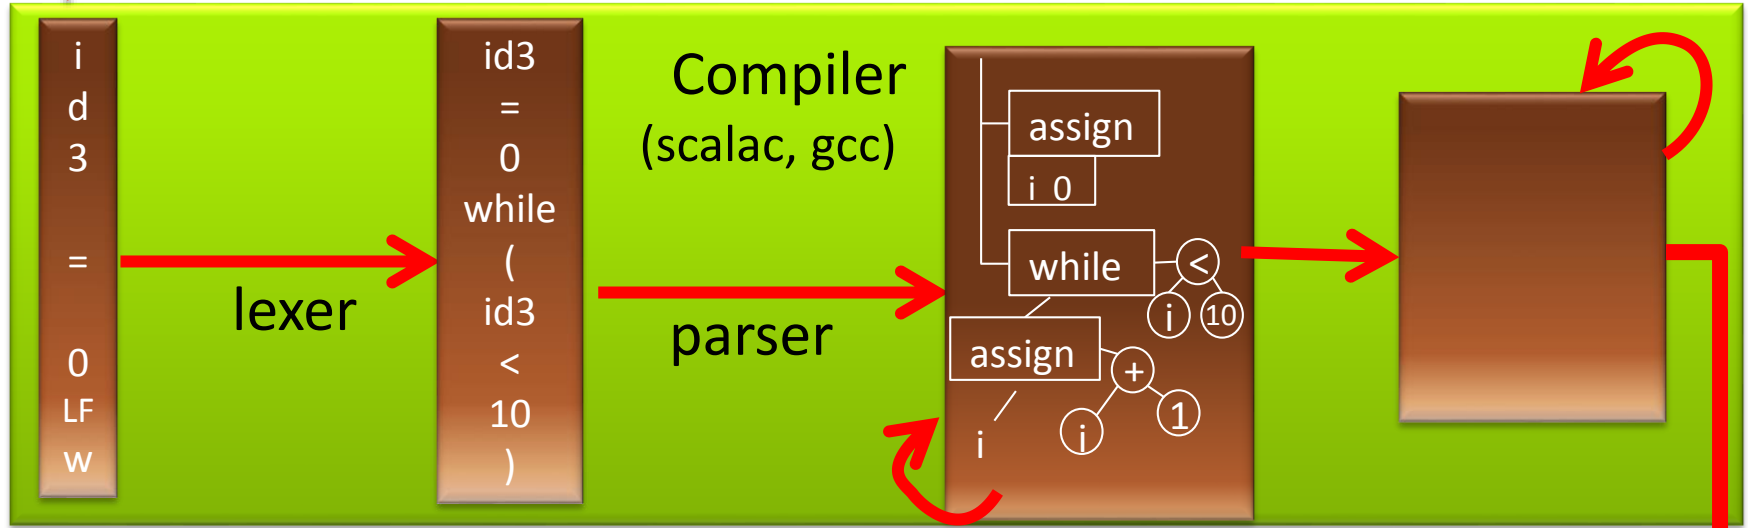 i
d
3
=
0
LF
w
lexer
id3
=
0
while
(
id3
<
10
)
Compiler
(scalac, gcc)
parser
assign
i 0
while
<
i
10
assign
+
i
1
i